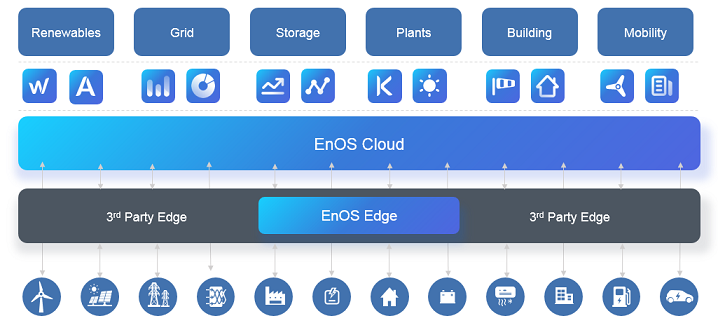 Renewables
Grid
Storage
Plants
Building
Mobility
EnOS Cloud
3rd Party Edge
EnOS Edge
3rd Party Edge